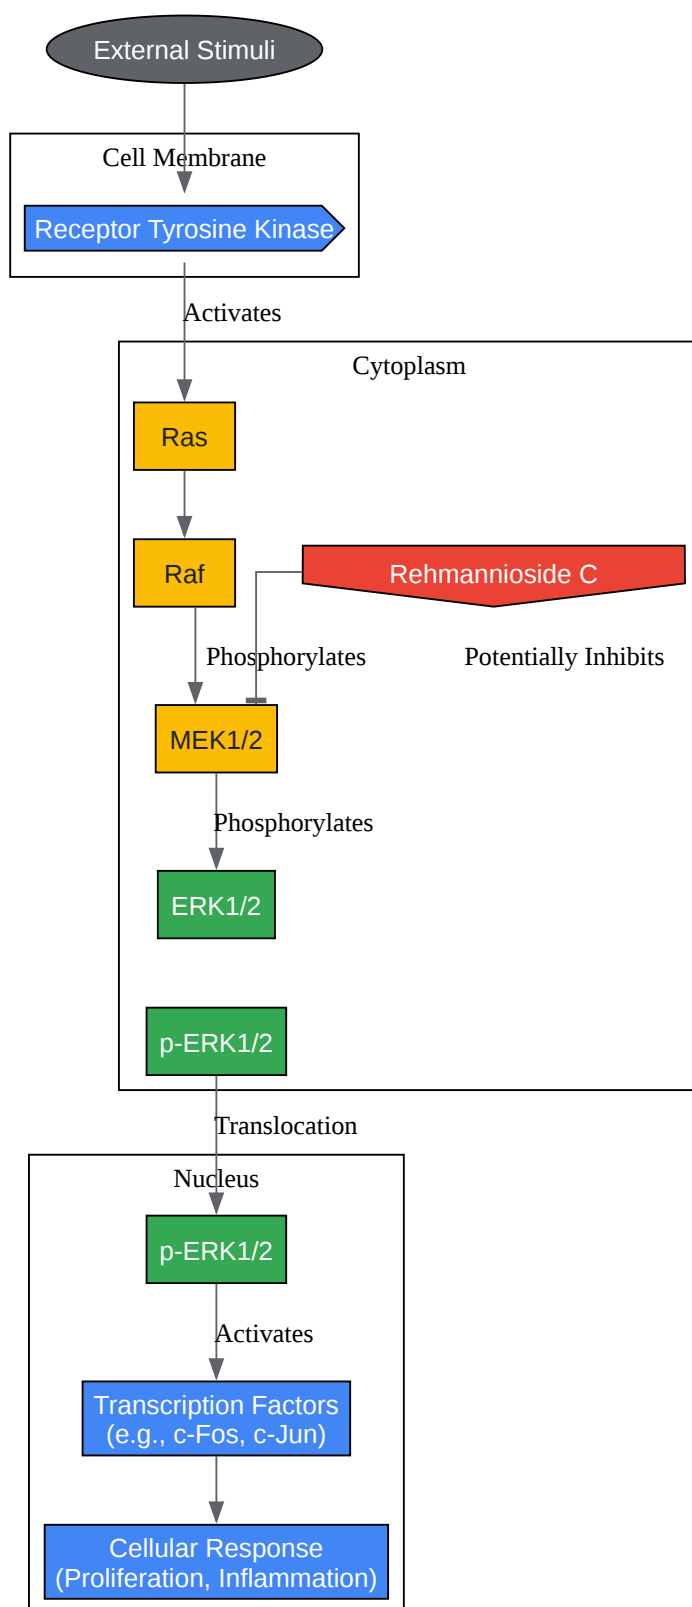 External Stimuli
Cell Membrane
Receptor Tyrosine Kinase
Activates
Cytoplasm
Ras
Raf
Rehmannioside C
Phosphorylates
Potentially Inhibits
MEK1/2
Phosphorylates
ERK1/2
p-ERK1/2
Translocation
Nucleus
p-ERK1/2
Activates
Transcription Factors
(e.g., c-Fos, c-Jun)
Cellular Response
(Proliferation, Inflammation)